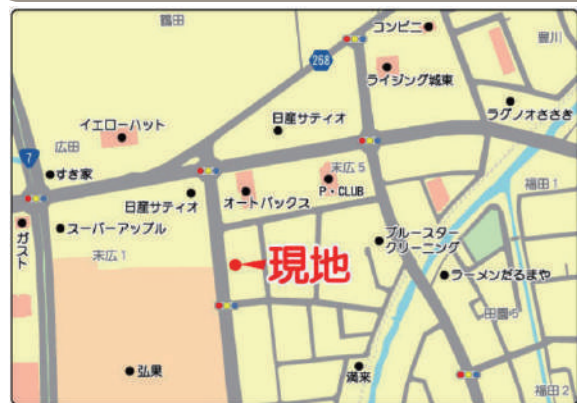 鶴田
コンビニ
豊川
268
ライジング城東
ラグノオささき
イエローハット
日産サティオ
広田
7
すき家
末広5
P・CLUB
福田1
日産サティオ
オートバックス
ガスト
スーパーアップル
末広1
ブルースター
クリーニング
現地
ラーメンだるまや
田園5
弘果
満来
福田2